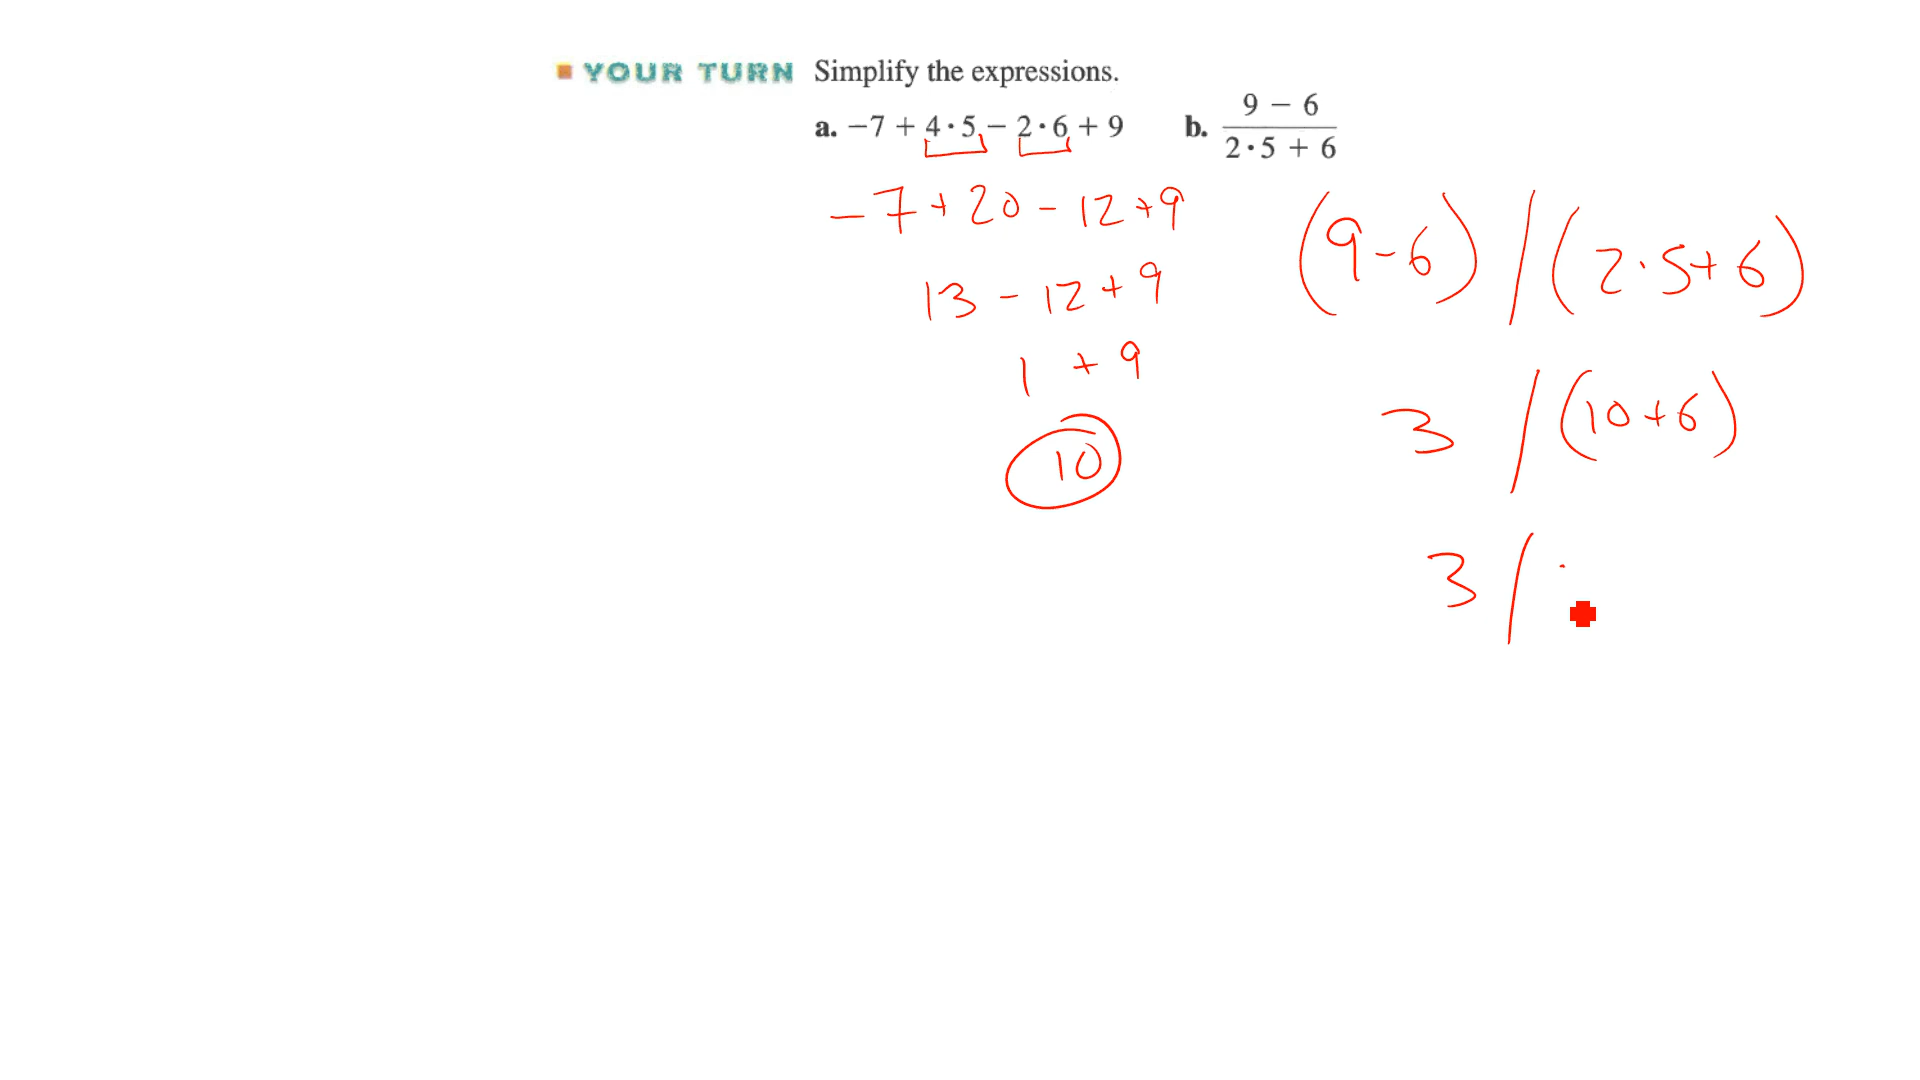 YOUR TURN Simplify the expressions.
a. −7 + 4 · 5 − 2 · 6 + 9
b. 9 − 6
2 · 5 + 6
−7 + 20 − 12 + 9
13 − 12 + 9
1 + 9
10
(9 − 6) / (2 · 5 + 6)
3 / (10 + 6)
3 /